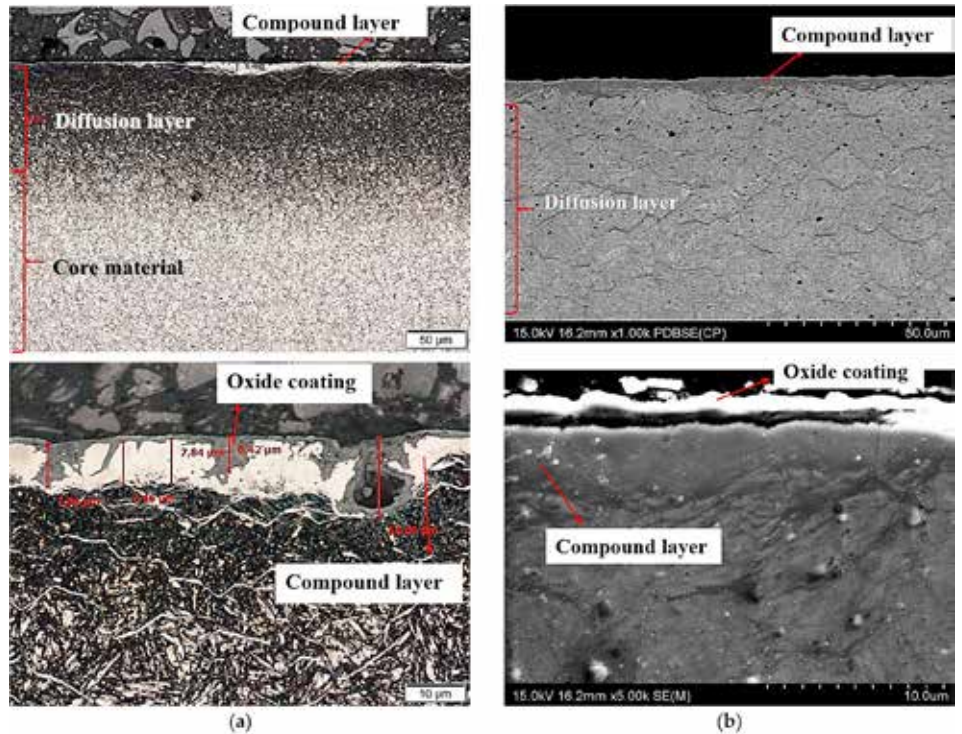 Compound layer
Diffusion layer
Core material
50 µm
Compound layer
Diffusion layer
15.0kV 16.2mm x1.00k PDBSE(CP)
50.0um
Oxide coating
7,84 µm
Compound layer
10 µm
Oxide coating
Compound layer
15.0kV 16.2mm x5.00k SE(M)
10.0um
(a)
(b)